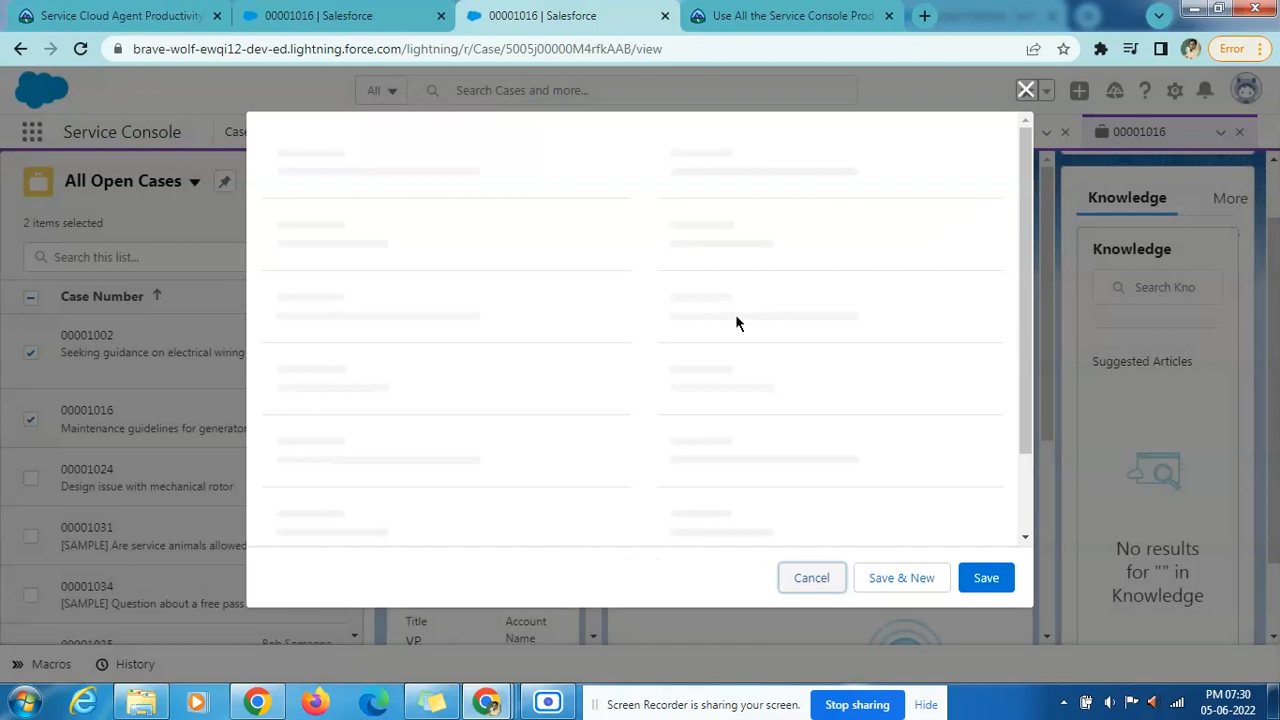 Service Cloud Agent Productivity
00001016 | Salesforce
00001016 | Salesforce
Use All the Service Console Prod
brave-wolf-ewqi12-dev-ed.lightning.force.com/lightning/r/Case/5005j00000M4rfkAAB/view
Error
All
Search Cases and more...
Service Console
Cas
00001016
All Open Cases
2 items selected
Search this list...
Case Number
00001002
Seeking guidance on electrical wiring
00001016
Maintenance guidelines for generator
00001024
Design issue with mechanical rotor
00001031
[SAMPLE] Are service animals allowed
00001034
[SAMPLE] Question about a free pass
Knowledge
More
Knowledge
Search Kno
Suggested Articles
No results
for "" in
Knowledge
Cancel
Save & New
Save
Title
VP
Account
Name
Macros
History
Screen Recorder is sharing your screen.
Stop sharing
Hide
PM 07:30
05-06-2022